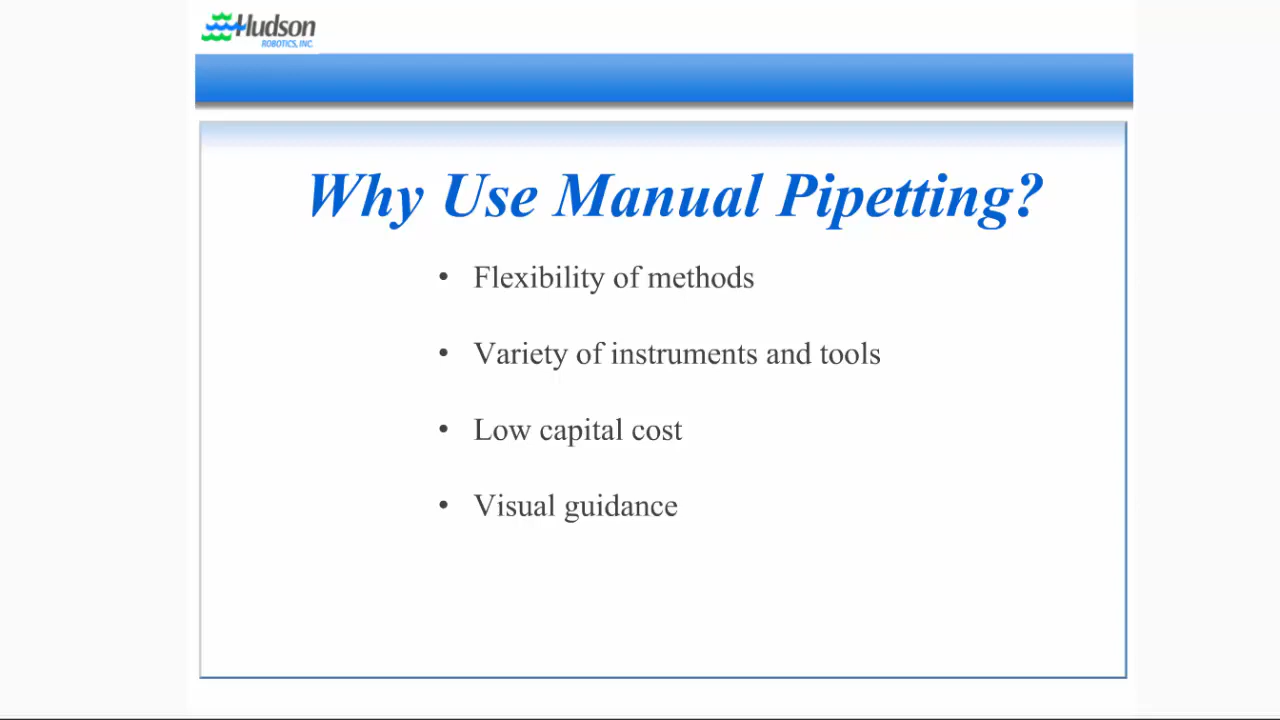 Hudson
ROBOTICS, INC.
Why Use Manual Pipetting?
• Flexibility of methods
• Variety of instruments and tools
• Low capital cost
• Visual guidance